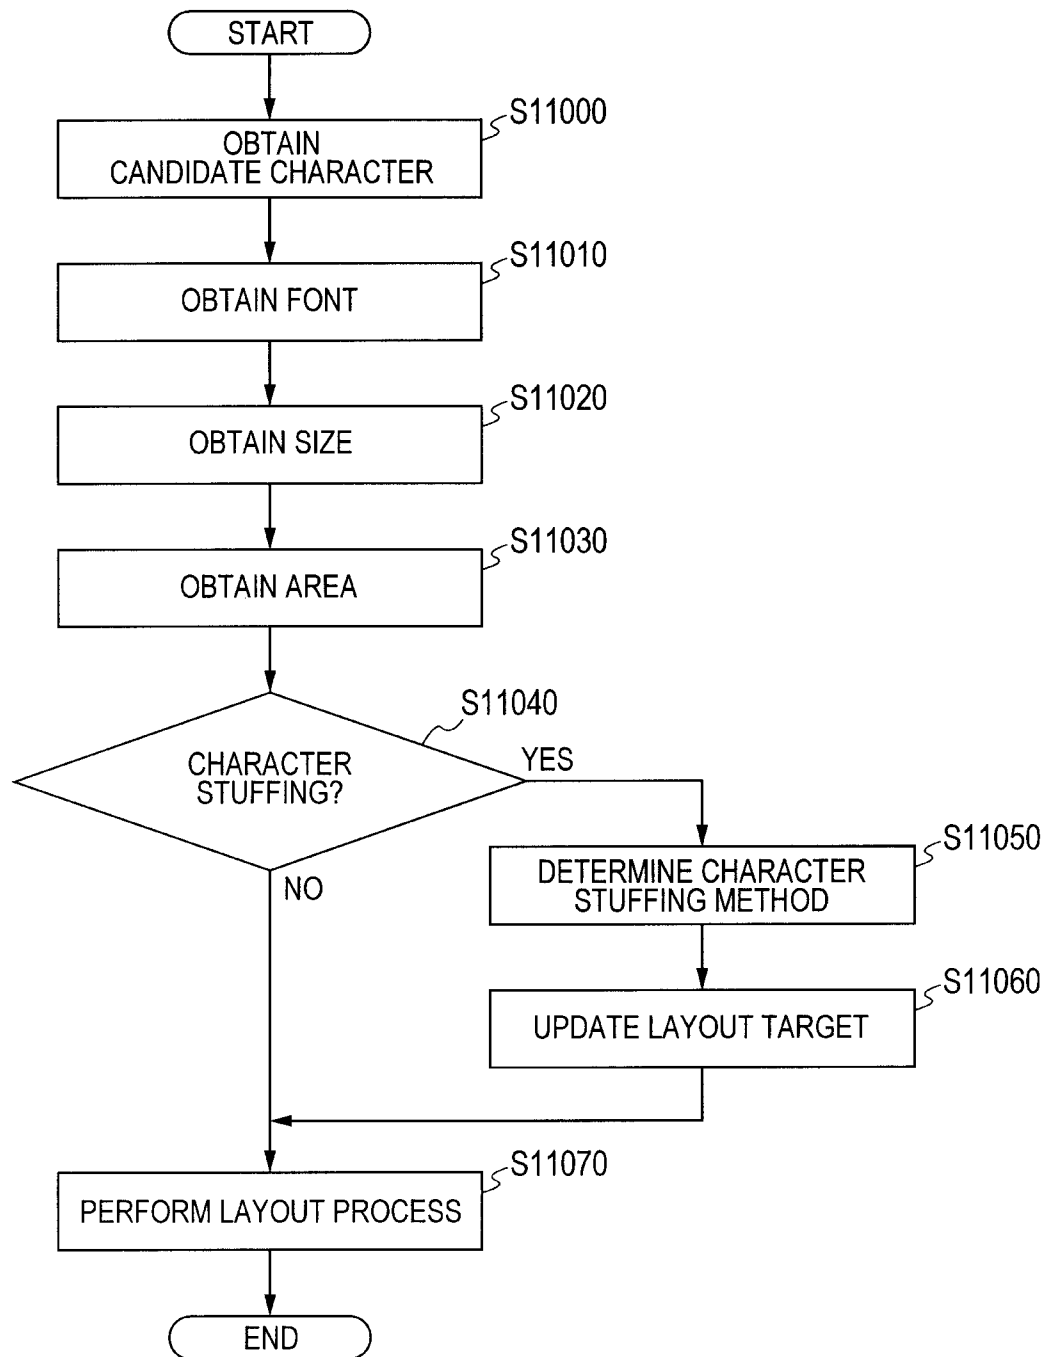 START
S11000
OBTAIN
CANDIDATE CHARACTER
S11010
OBTAIN FONT
S11020
OBTAIN SIZE
S11030
OBTAIN AREA
S11040
CHARACTER
STUFFING?
YES
NO
S11050
DETERMINE CHARACTER
STUFFING METHOD
S11060
UPDATE LAYOUT TARGET
S11070
PERFORM LAYOUT PROCESS
END